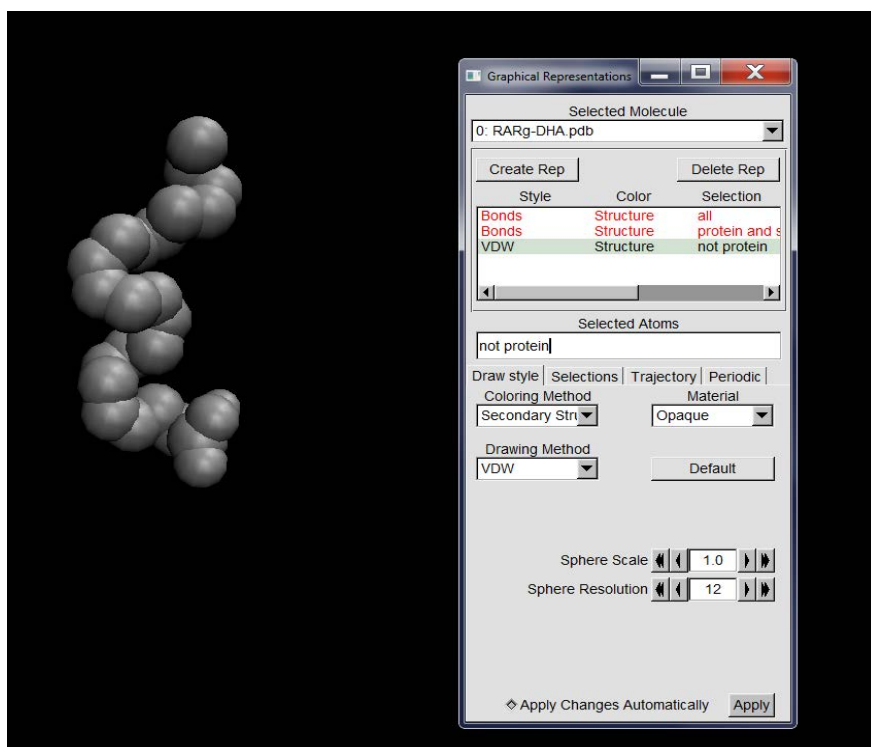 Graphical Representations
Selected Molecule
0: RARg-DHA.pdb
Create Rep Delete Rep
Style Color Selection
Bonds Structure all
Bonds Structure protein and s
VDW Structure not protein
Selected Atoms
not protein
Draw style Selections Trajectory Periodic
Coloring Method Material
Secondary Stru Opaque
Drawing Method
VDW Default
Sphere Scale 1.0
Sphere Resolution 12
Apply Changes Automatically Apply